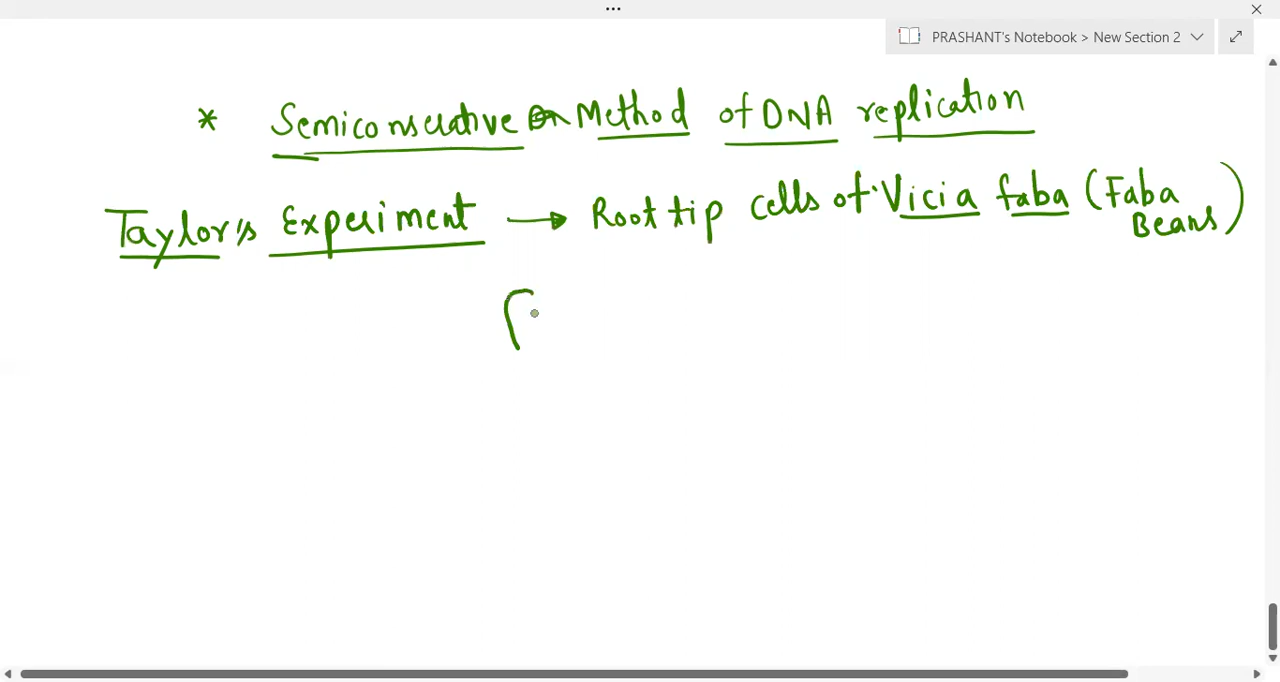 ...
PRASHANT's Notebook > New Section 2
* Semiconserative Method of DNA replication
Taylor's Experiment → Root tip cells of Vicia faba (Faba Beans)